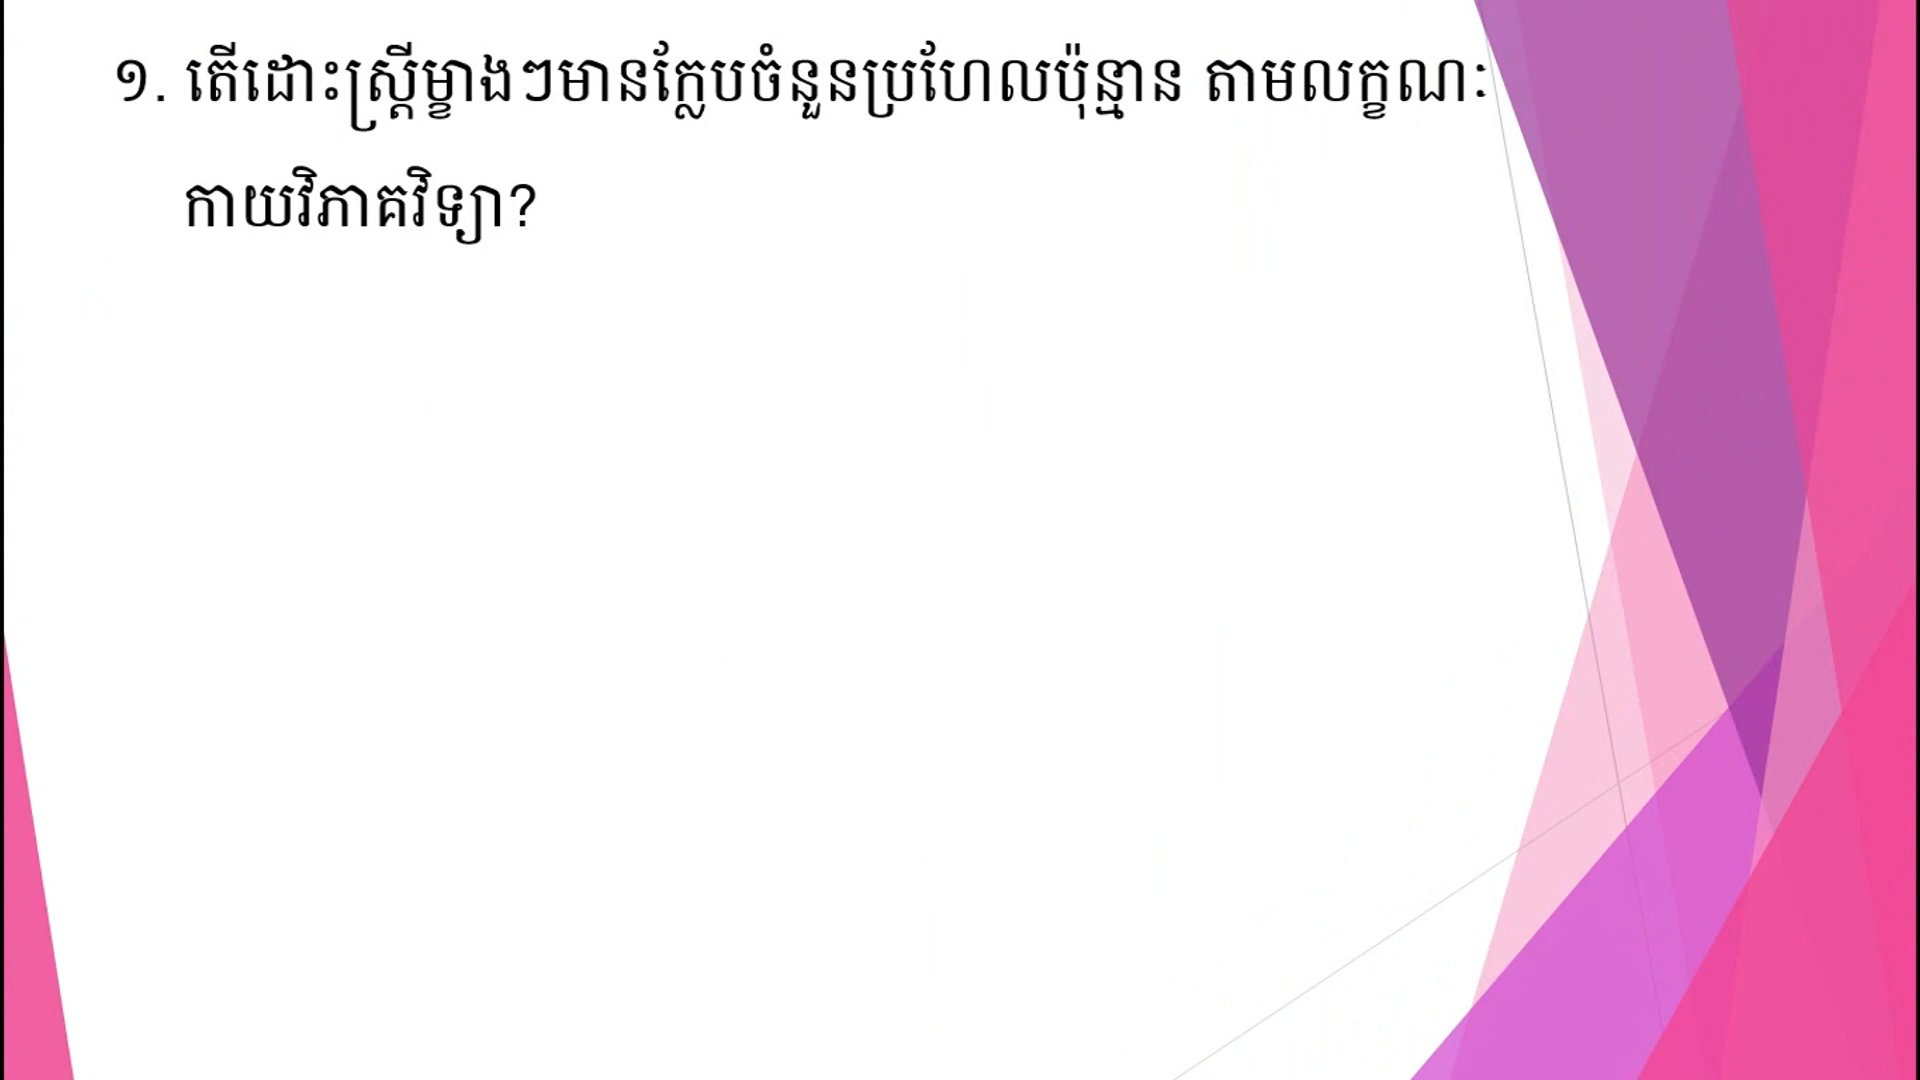 ១. តើដោះស្ត្រីម្ខាងៗមានក្លែបចំនួនប្រហែលប៉ុន្មាន តាមលក្ខណៈ
កាយវិភាគវិទ្យា?